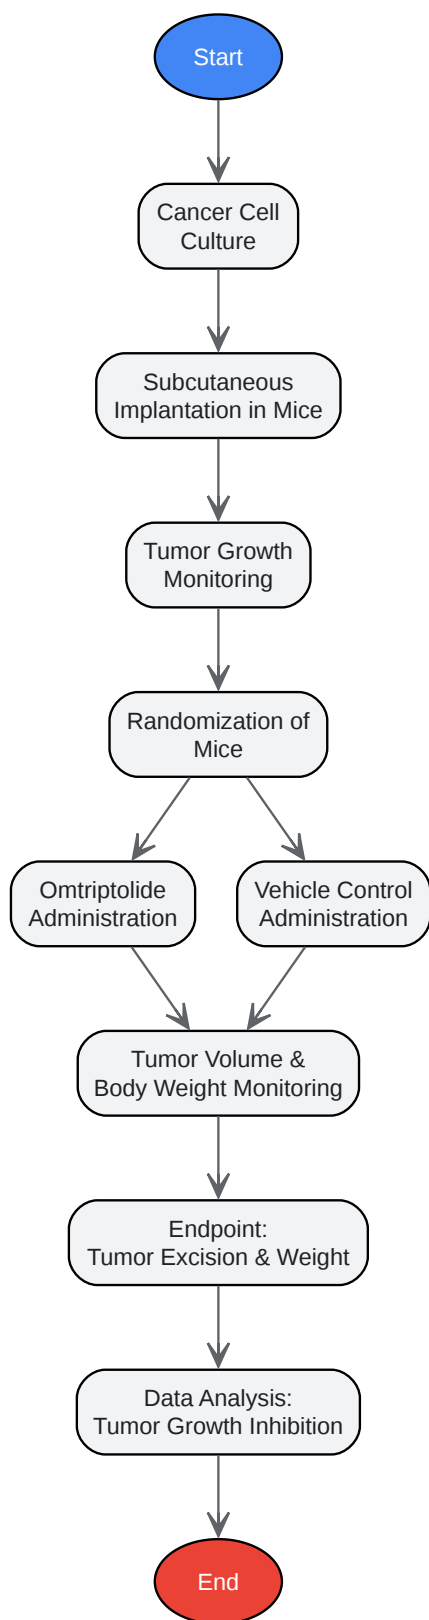 Start
Cancer Cell
Culture
Subcutaneous
Implantation in Mice
Tumor Growth
Monitoring
Randomization of
Mice
Omtriptolide
Administration
Vehicle Control
Administration
Tumor Volume &
Body Weight Monitoring
Endpoint:
Tumor Excision & Weight
Data Analysis:
Tumor Growth Inhibition
End